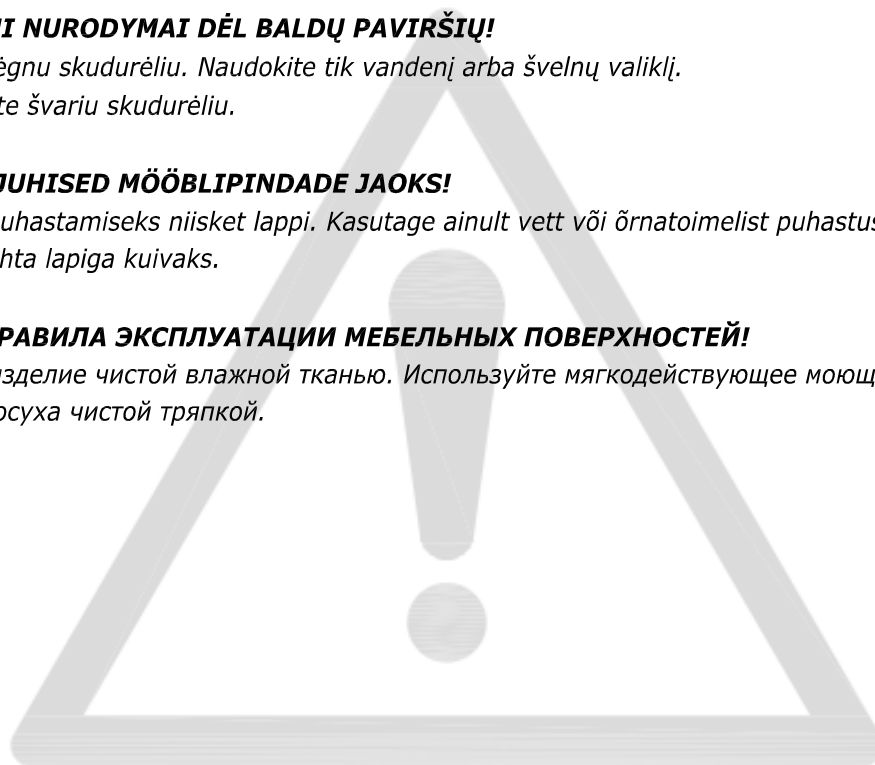 I NURODYMAI DĖL BALDŲ PAVIRŠIŲ!
ėgnu skudurėliu. Naudokite tik vandenį arba švelnų valiklį.
te švariu skudurėliu.
JUHISED MÖÖBLIPINDADE JAOKS!
uhastamiseks niisket lappi. Kasutage ainult vett või õrnatoimelist puhastus
hta lapiga kuivaks.
РАВИЛА ЭКСПЛУАТАЦИИ МЕБЕЛЬНЫХ ПОВЕРХНОСТЕЙ!
изделие чистой влажной тканью. Используйте мягкодействующее моющ
осуха чистой тряпкой.